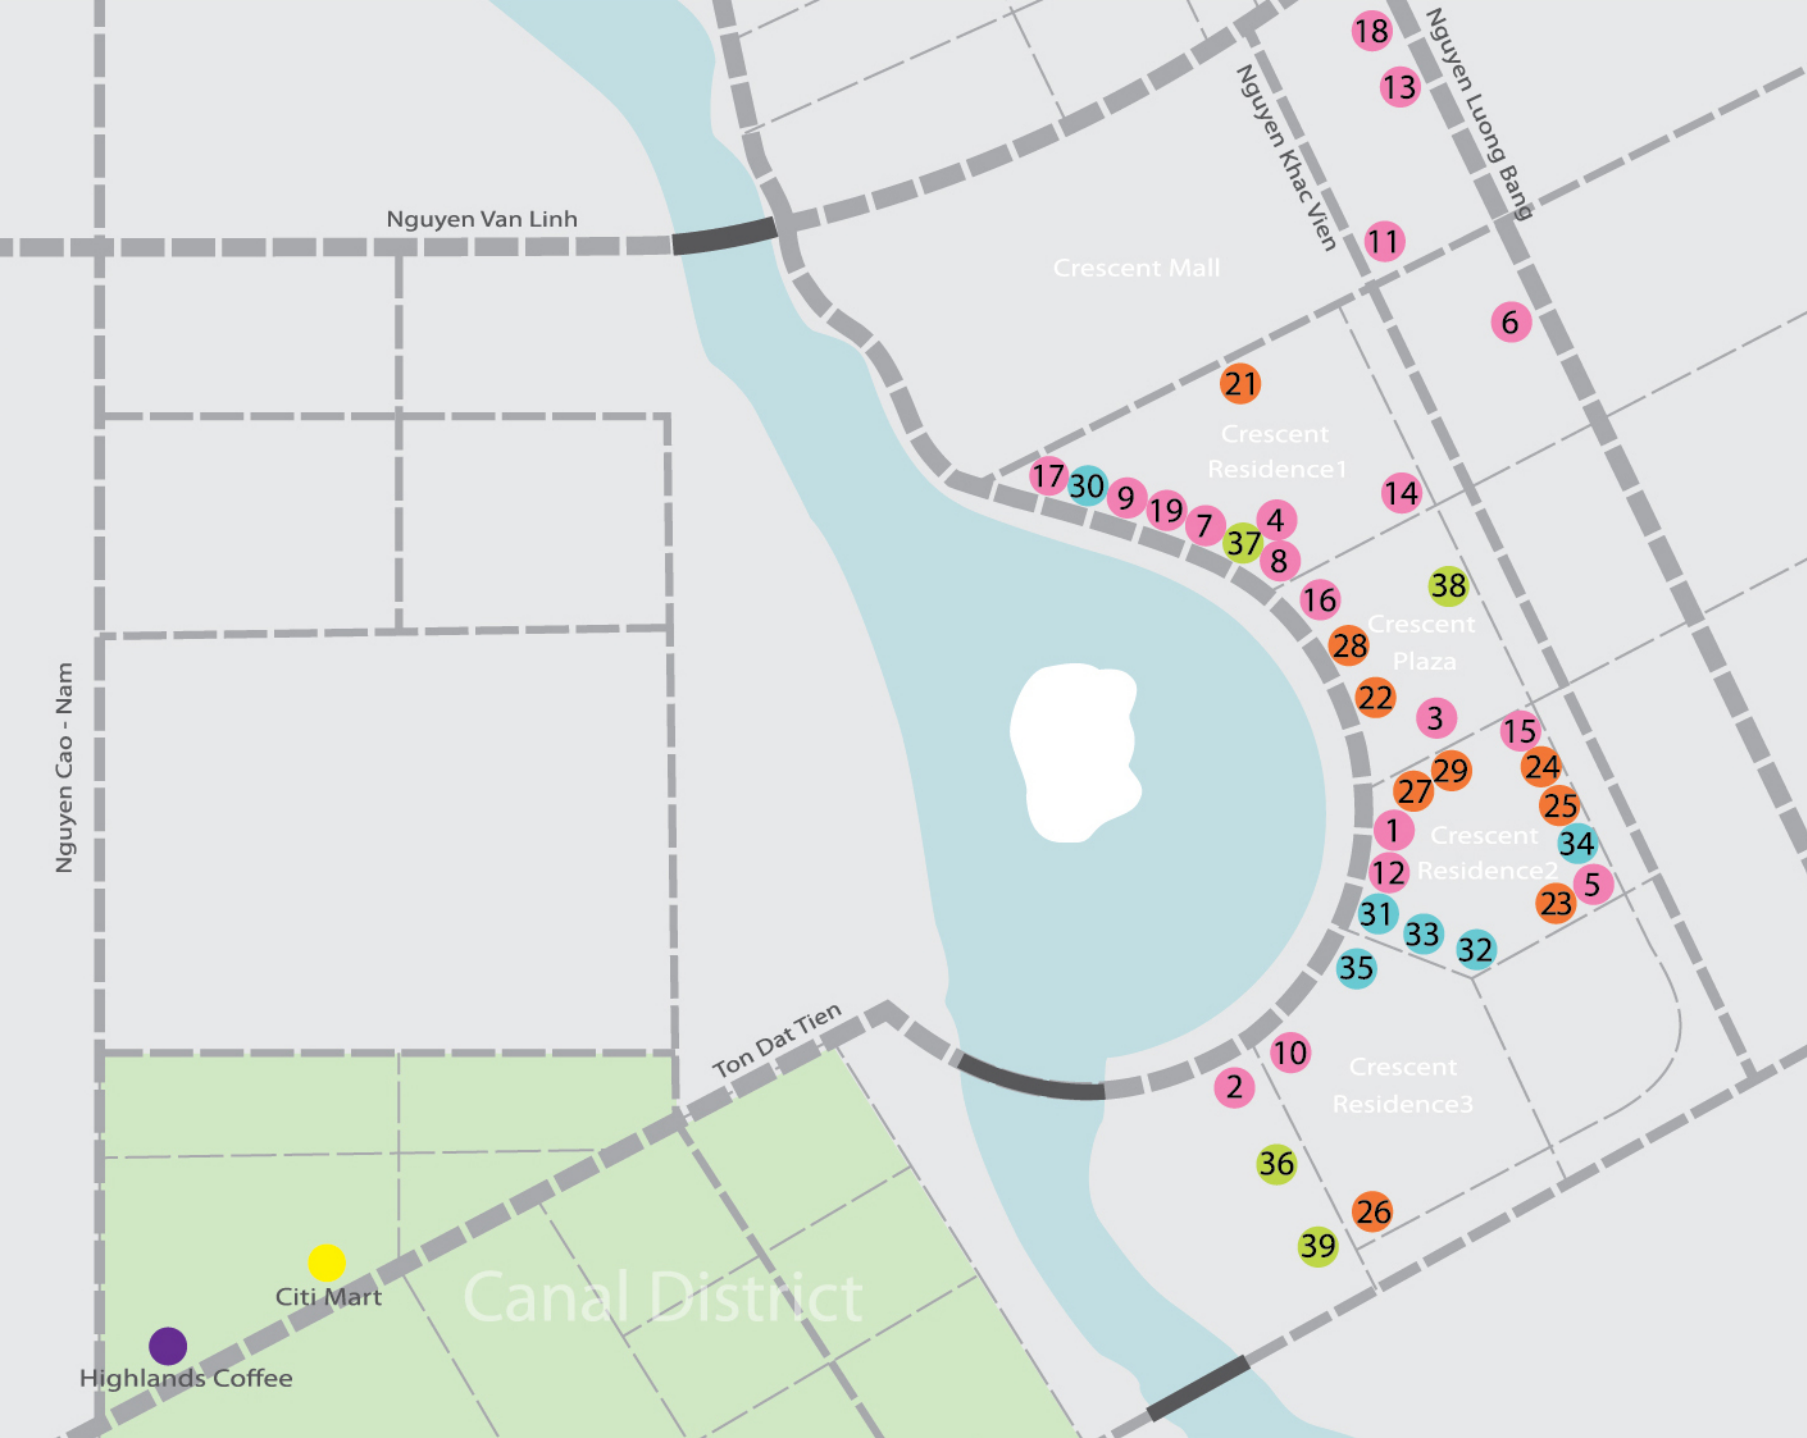 18
Nguyen Luong Bang
13
Nguyen Khac Vien
Nguyen Van Linh
11
Crescent Mall
6
21
Crescent
Residence1
17
30
9
19
7
37
4
8
14
16
38
Crescent
Plaza
28
22
3
15
29
24
27
25
1
Crescent
Residence2
34
12
5
23
31
33
32
35
Nguyen Cao - Nam
Ton Dat Tien
10
2
Crescent
Residence3
36
26
39
Citi Mart
Canal District
Highlands Coffee